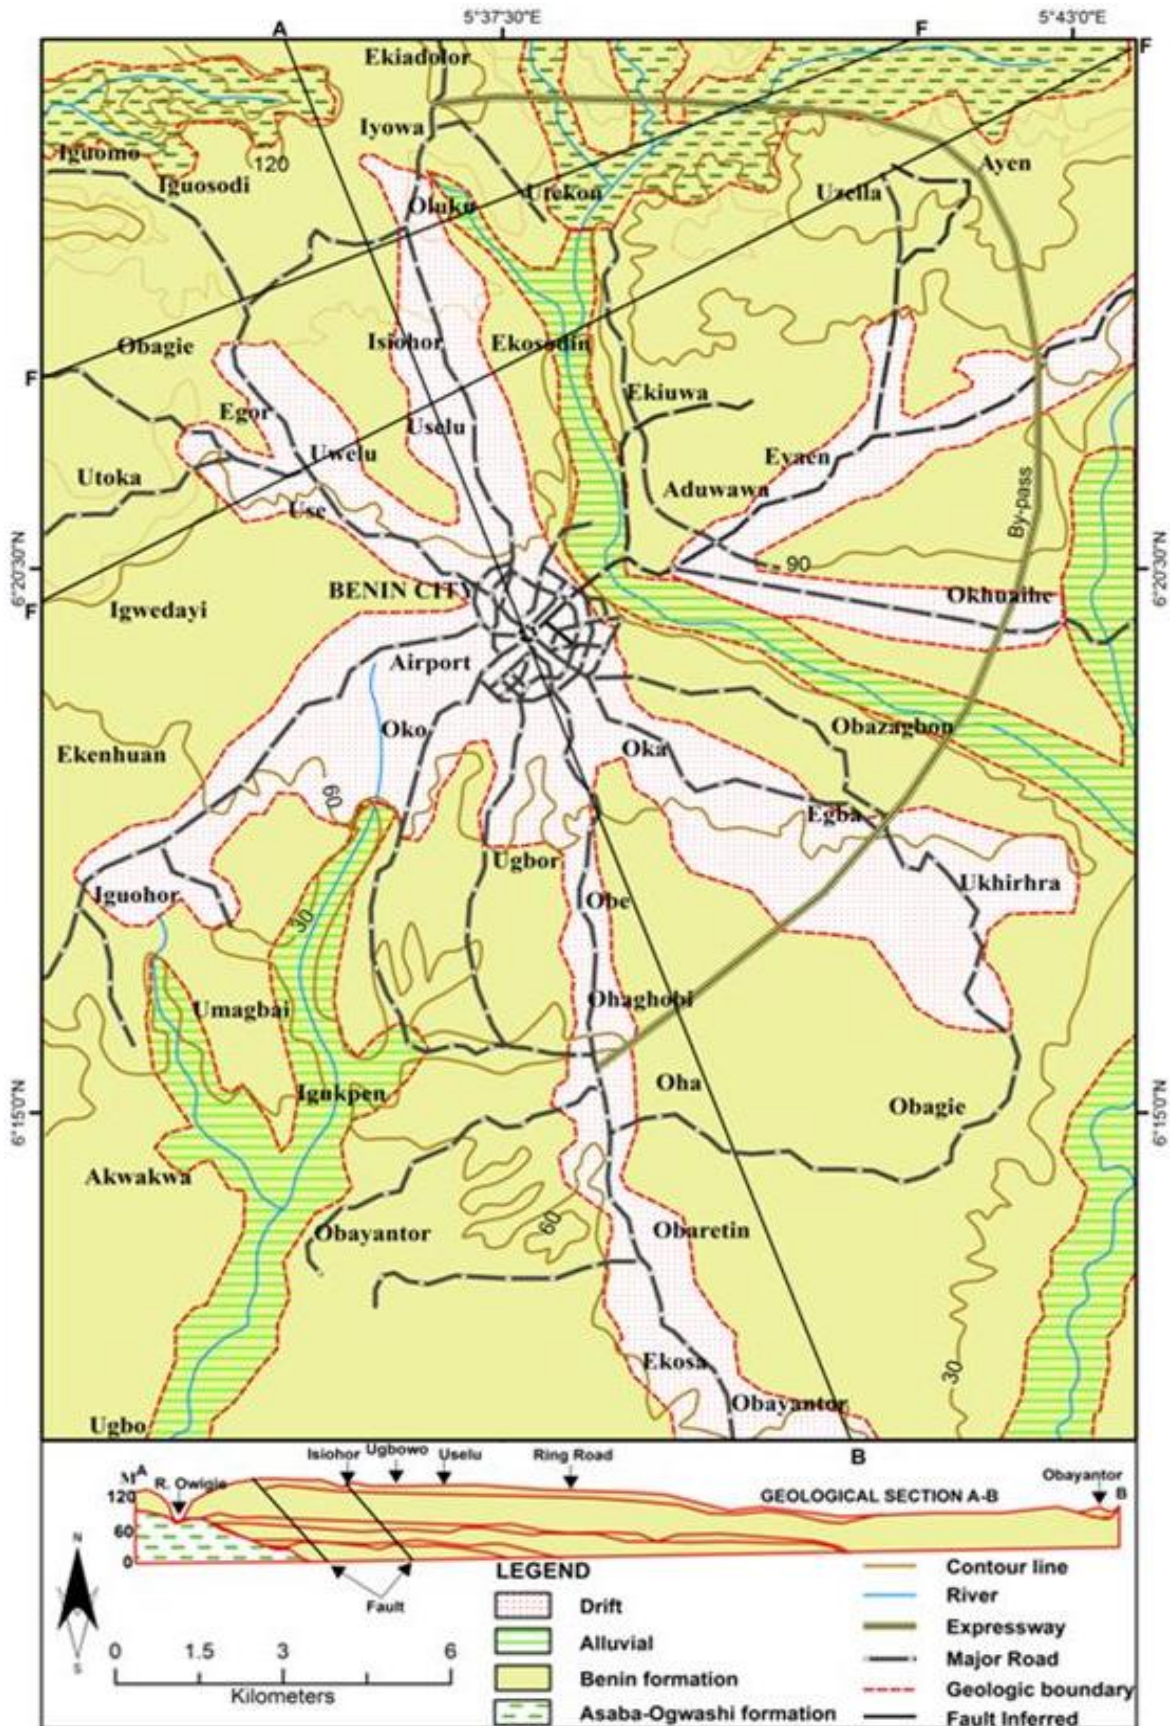 5°37'30"E
5°43'0"E
A
F
F
Ekiadolor
Iyowa
Iguomo
120
Iguosodi
Ayen
Utekon
Uzella
Oluku
Obagie
Isiohor
Ekosodin
F
Egor
Ekiuwa
Uselu
Uwelu
Evaen
Utoka
Aduwawa
Use
By-pass
6°20'30"N
6°20'30"N
90
BENIN CITY
Okhuaihe
F
Igwedayi
Airport
Oko
Obazagbon
Oka
Ekenhuan
60
Egba
Ugbor
Ukhirhra
Iguohor
Obe
30
Ohaghobi
Umagbai
Oha
Igukpen
Obagie
6°15'0"N
6°15'0"N
Akwakwa
Obayantor
60
Obaretin
Ekosa
30
Obayantor
Ugbo
B
M
A
R. Owigie
Isiohor
Ugbowo
Uselu
Ring Road
Obayantor
B
120
60
0
GEOLOGICAL SECTION A-B
Fault
N
S
0 1.5 3 6
Kilometers
LEGEND
Drift
Alluvial
Benin formation
Asaba-Ogwashi formation
Contour line
River
Expressway
Major Road
Geologic boundary
Fault Inferred